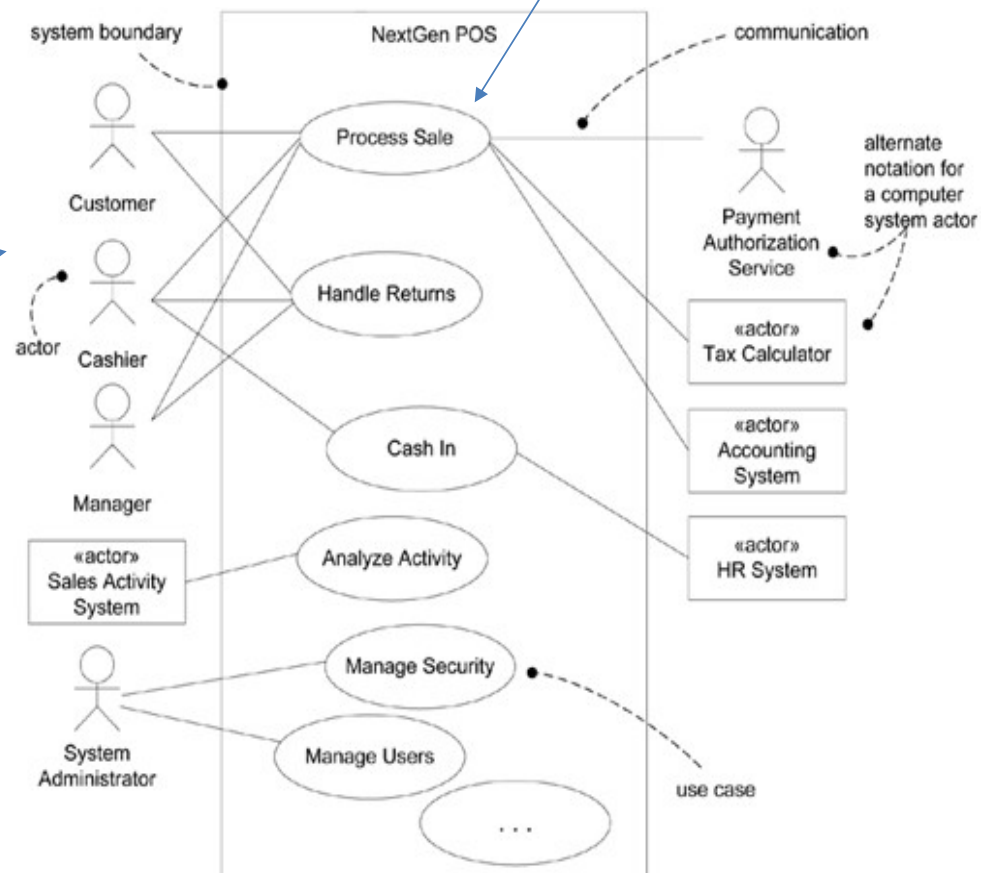 system boundary
NextGen POS
communication
Process Sale
alternate
notation for
a computer
system actor
Customer
Payment
Authorization
Service
Handle Returns
actor
Cashier
«actor»
Tax Calculator
Cash In
«actor»
Accounting
System
Manager
«actor»
Sales Activity
System
Analyze Activity
«actor»
HR System
Manage Security
System
Administrator
Manage Users
use case
. . .